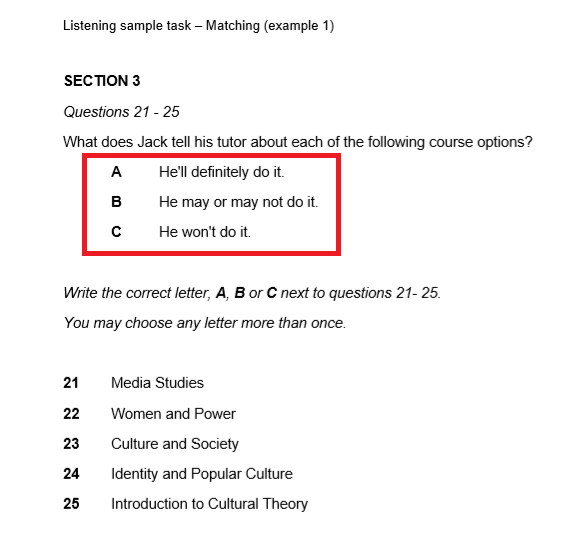 Listening sample task – Matching (example 1)
SECTION 3
Questions 21 - 25
What does Jack tell his tutor about each of the following course options?
A He'll definitely do it.
B He may or may not do it.
C He won't do it.
Write the correct letter, A, B or C next to questions 21- 25.
You may choose any letter more than once.
21 Media Studies
22 Women and Power
23 Culture and Society
24 Identity and Popular Culture
25 Introduction to Cultural Theory